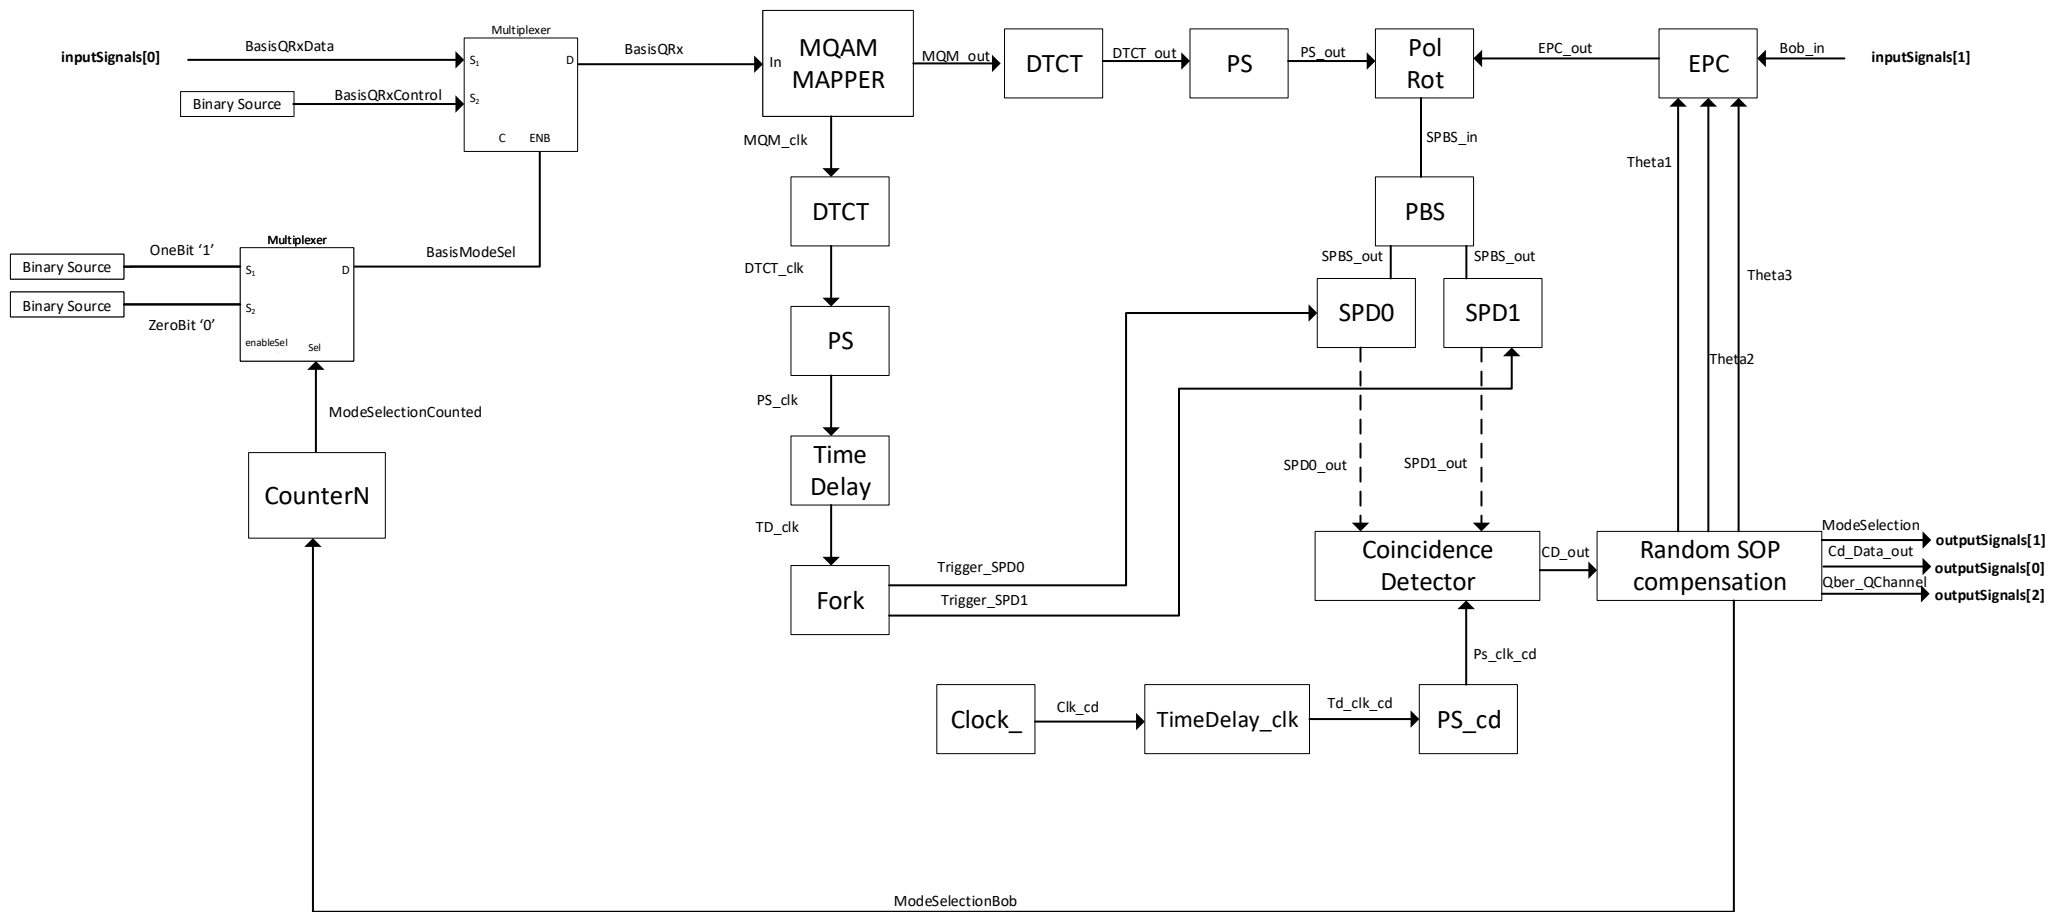 inputSignals[0]
BasisQRxData
Binary Source
BasisQRxControl
Multiplexer
S1
D
S2
C
ENB
BasisQRx
In
MQAM
MAPPER
MQM_out
DTCT
DTCT_out
PS
PS_out
Pol
Rot
EPC_out
EPC
Bob_in
inputSignals[1]
MQM_clk
SPBS_in
Theta1
DTCT
PBS
OneBit ‘1’
Binary Source
Binary Source
ZeroBit ‘0’
Multiplexer
S1
D
S2
enableSel
Sel
BasisModeSel
DTCT_clk
SPBS_out
SPBS_out
Theta3
SPD0
SPD1
PS
Theta2
PS_clk
ModeSelectionCounted
Time
Delay
SPD0_out
SPD1_out
CounterN
TD_clk
Coincidence
Detector
CD_out
Random SOP
compensation
ModeSelection
outputSignals[1]
Cd_Data_out
outputSignals[0]
Qber_QChannel
outputSignals[2]
Fork
Trigger_SPD0
Trigger_SPD1
Ps_clk_cd
Clock_
Clk_cd
TimeDelay_clk
Td_clk_cd
PS_cd
ModeSelectionBob